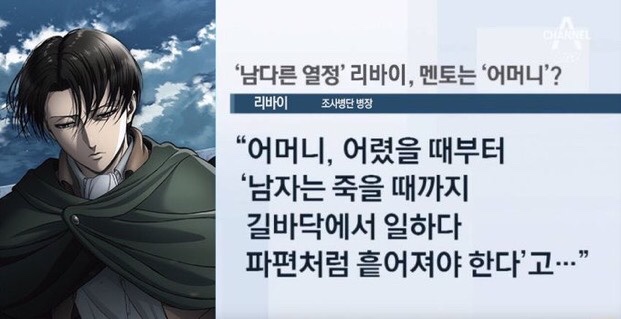 CHANNEL A
'남다른 열정' 리바이, 멘토는 '어머니'?
리바이 조사병단 병장
“어머니, 어렸을 때부터
‘남자는 죽을 때까지
길바닥에서 일하다
파편처럼 흩어져야 한다’고…”